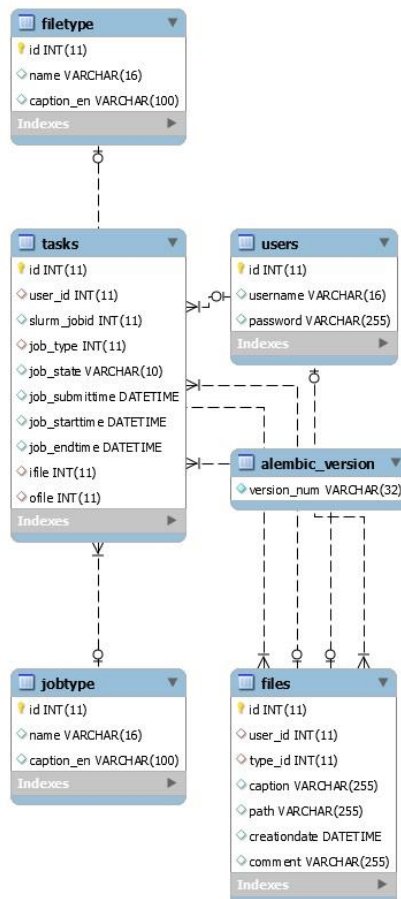 filetype
id INT(11)
name VARCHAR(16)
caption_en VARCHAR(100)
Indexes
tasks
id INT(11)
user_id INT(11)
slurm_jobid INT(11)
job_type INT(11)
job_state VARCHAR(10)
job_submittime DATETIME
job_starttime DATETIME
job_endtime DATETIME
ifile INT(11)
ofile INT(11)
Indexes
users
id INT(11)
username VARCHAR(16)
password VARCHAR(255)
Indexes
alembic_version
version_num VARCHAR(32)
jobtype
id INT(11)
name VARCHAR(16)
caption_en VARCHAR(100)
Indexes
files
id INT(11)
user_id INT(11)
type_id INT(11)
caption VARCHAR(255)
path VARCHAR(255)
creationdate DATETIME
comment VARCHAR(255)
Indexes